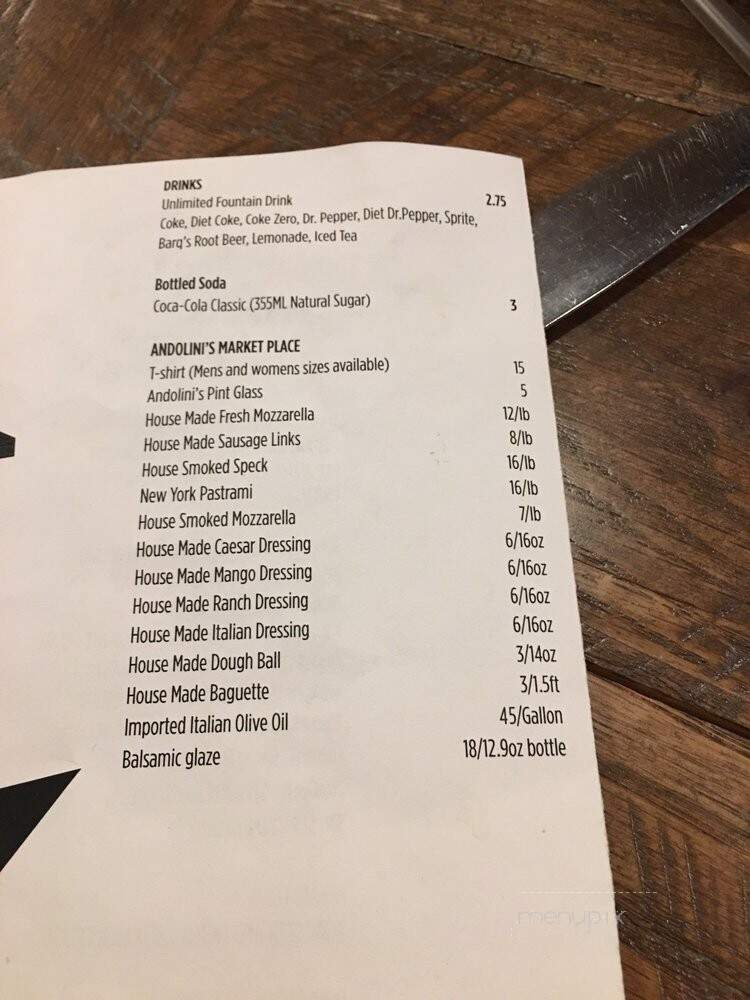 DRINKS
Unlimited Fountain Drink 2.75
Coke, Diet Coke, Coke Zero, Dr. Pepper, Diet Dr.Pepper, Sprite,
Barq's Root Beer, Lemonade, Iced Tea
Bottled Soda
Coca-Cola Classic (355ML Natural Sugar) 3
ANDOLINI'S MARKET PLACE
T-shirt (Mens and womens sizes available) 15
Andolini's Pint Glass 5
House Made Fresh Mozzarella 12/lb
House Made Sausage Links 8/lb
House Smoked Speck 16/lb
New York Pastrami 16/lb
House Smoked Mozzarella 7/lb
House Made Caesar Dressing 6/16oz
House Made Mango Dressing 6/16oz
House Made Ranch Dressing 6/16oz
House Made Italian Dressing 6/16oz
House Made Dough Ball 3/14oz
House Made Baguette 3/1.5ft
Imported Italian Olive Oil 45/Gallon
Balsamic glaze 18/12.9oz bottle
menupix